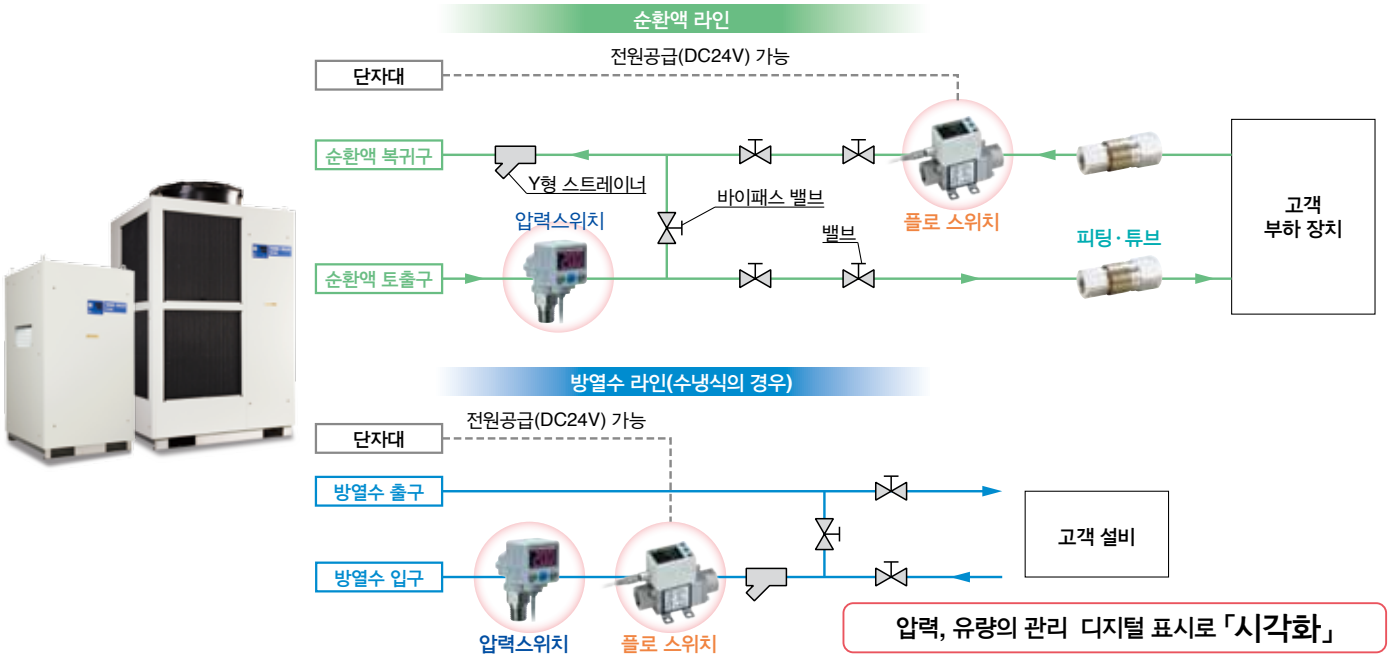 순환액 라인
전원공급(DC24V) 가능
단자대
순환액 복귀구
Y형 스트레이너
바이패스 밸브
플로 스위치
고객
부하 장치
압력스위치
밸브
피팅·튜브
순환액 토출구
방열수 라인(수냉식의 경우)
전원공급(DC24V) 가능
단자대
방열수 출구
고객 설비
방열수 입구
압력스위치
플로 스위치
압력, 유량의 관리 디지털 표시로 「시각화」